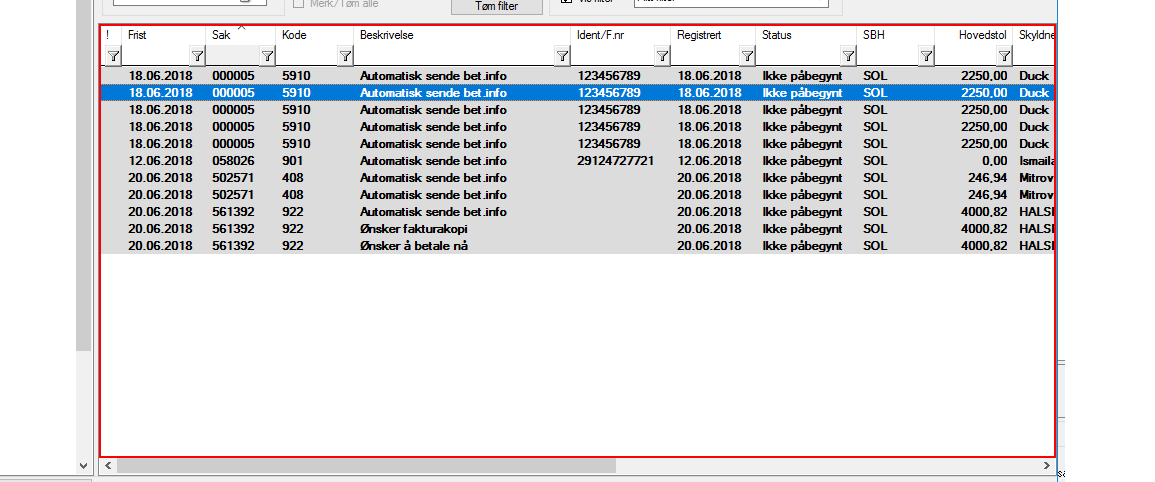 Merk/Tøm alle Tøm filter
! Frist Sak Kode Beskrivelse Ident/F.nr Registrert Status SBH Hovedstol Skyldne
18.06.2018 000005 5910 Automatisk sende bet.info 123456789 18.06.2018 Ikke påbegynt SOL 2250,00 Duck
18.06.2018 000005 5910 Automatisk sende bet.info 123456789 18.06.2018 Ikke påbegynt SOL 2250,00 Duck
18.06.2018 000005 5910 Automatisk sende bet.info 123456789 18.06.2018 Ikke påbegynt SOL 2250,00 Duck
18.06.2018 000005 5910 Automatisk sende bet.info 123456789 18.06.2018 Ikke påbegynt SOL 2250,00 Duck
18.06.2018 000005 5910 Automatisk sende bet.info 123456789 18.06.2018 Ikke påbegynt SOL 2250,00 Duck
12.06.2018 058026 901 Automatisk sende bet.info 29124727721 12.06.2018 Ikke påbegynt SOL 0,00 Ismaila
20.06.2018 502571 408 Automatisk sende bet.info 20.06.2018 Ikke påbegynt SOL 246,94 Mitrov
20.06.2018 502571 408 Automatisk sende bet.info 20.06.2018 Ikke påbegynt SOL 246,94 Mitrov
20.06.2018 561392 922 Automatisk sende bet.info 20.06.2018 Ikke påbegynt SOL 4000,82 HALSI
20.06.2018 561392 922 Ønsker fakturakopi 20.06.2018 Ikke påbegynt SOL 4000,82 HALSI
20.06.2018 561392 922 Ønsker å betale nå 20.06.2018 Ikke påbegynt SOL 4000,82 HALSI